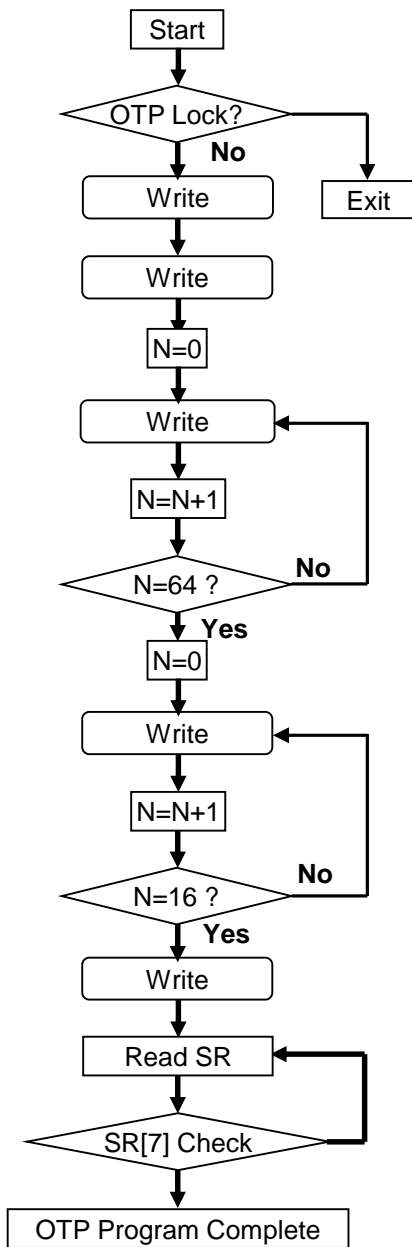 Start
OTP Lock?
No
Write
Exit
Write
N=0
Write
N=N+1
N=64 ?
No
Yes
N=0
Write
N=N+1
N=16 ?
No
Yes
Write
Read SR
SR[7] Check
OTP Program Complete